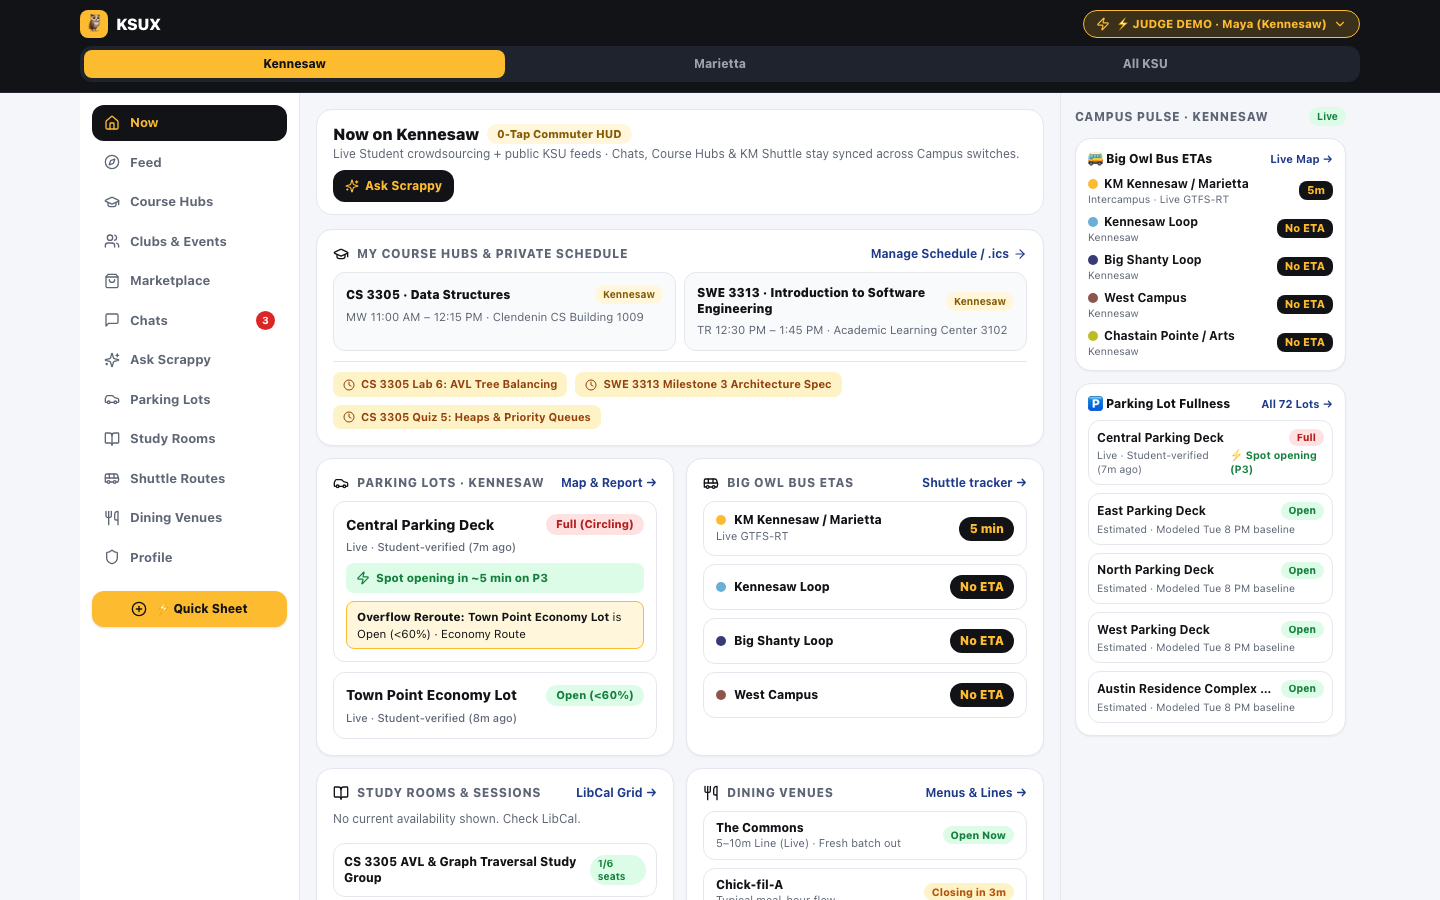 KSUX
⚡ JUDGE DEMO · Maya (Kennesaw)
Kennesaw
Marietta
All KSU
Now
Feed
Course Hubs
Clubs & Events
Marketplace
Chats
3
Ask Scrappy
Parking Lots
Study Rooms
Shuttle Routes
Dining Venues
Profile
⚡ Quick Sheet
Now on Kennesaw
0-Tap Commuter HUD
Live Student crowdsourcing + public KSU feeds · Chats, Course Hubs & KM Shuttle stay synced across Campus switches.
Ask Scrappy
MY COURSE HUBS & PRIVATE SCHEDULE
Manage Schedule / .ics →
CS 3305 · Data Structures
Kennesaw
MW 11:00 AM – 12:15 PM · Clendenin CS Building 1009
SWE 3313 · Introduction to Software
Engineering
Kennesaw
TR 12:30 PM – 1:45 PM · Academic Learning Center 3102
CS 3305 Lab 6: AVL Tree Balancing
SWE 3313 Milestone 3 Architecture Spec
CS 3305 Quiz 5: Heaps & Priority Queues
PARKING LOTS · KENNESAW
Map & Report →
Central Parking Deck
Full (Circling)
Live · Student-verified (7m ago)
Spot opening in ~5 min on P3
Overflow Reroute: Town Point Economy Lot is
Open (<60%) · Economy Route
Town Point Economy Lot
Open (<60%)
Live · Student-verified (8m ago)
BIG OWL BUS ETAS
Shuttle tracker →
KM Kennesaw / Marietta
Live GTFS-RT
5 min
Kennesaw Loop
No ETA
Big Shanty Loop
No ETA
West Campus
No ETA
STUDY ROOMS & SESSIONS
LibCal Grid →
No current availability shown. Check LibCal.
CS 3305 AVL & Graph Traversal Study
Group
1/6
seats
DINING VENUES
Menus & Lines →
The Commons
5–10m Line (Live) · Fresh batch out
Open Now
Chick-fil-A
Typical meal-hour flow
Closing in 3m
CAMPUS PULSE · KENNESAW
Live
Big Owl Bus ETAs
Live Map →
KM Kennesaw / Marietta
Intercampus · Live GTFS-RT
5m
Kennesaw Loop
Kennesaw
No ETA
Big Shanty Loop
Kennesaw
No ETA
West Campus
Kennesaw
No ETA
Chastain Pointe / Arts
Kennesaw
No ETA
🅿️ Parking Lot Fullness
All 72 Lots →
Central Parking Deck
Full
Live · Student-verified
(7m ago)
⚡ Spot opening
(P3)
East Parking Deck
Open
Estimated · Modeled Tue 8 PM baseline
North Parking Deck
Open
Estimated · Modeled Tue 8 PM baseline
West Parking Deck
Open
Estimated · Modeled Tue 8 PM baseline
Austin Residence Complex ...
Open
Estimated · Modeled Tue 8 PM baseline